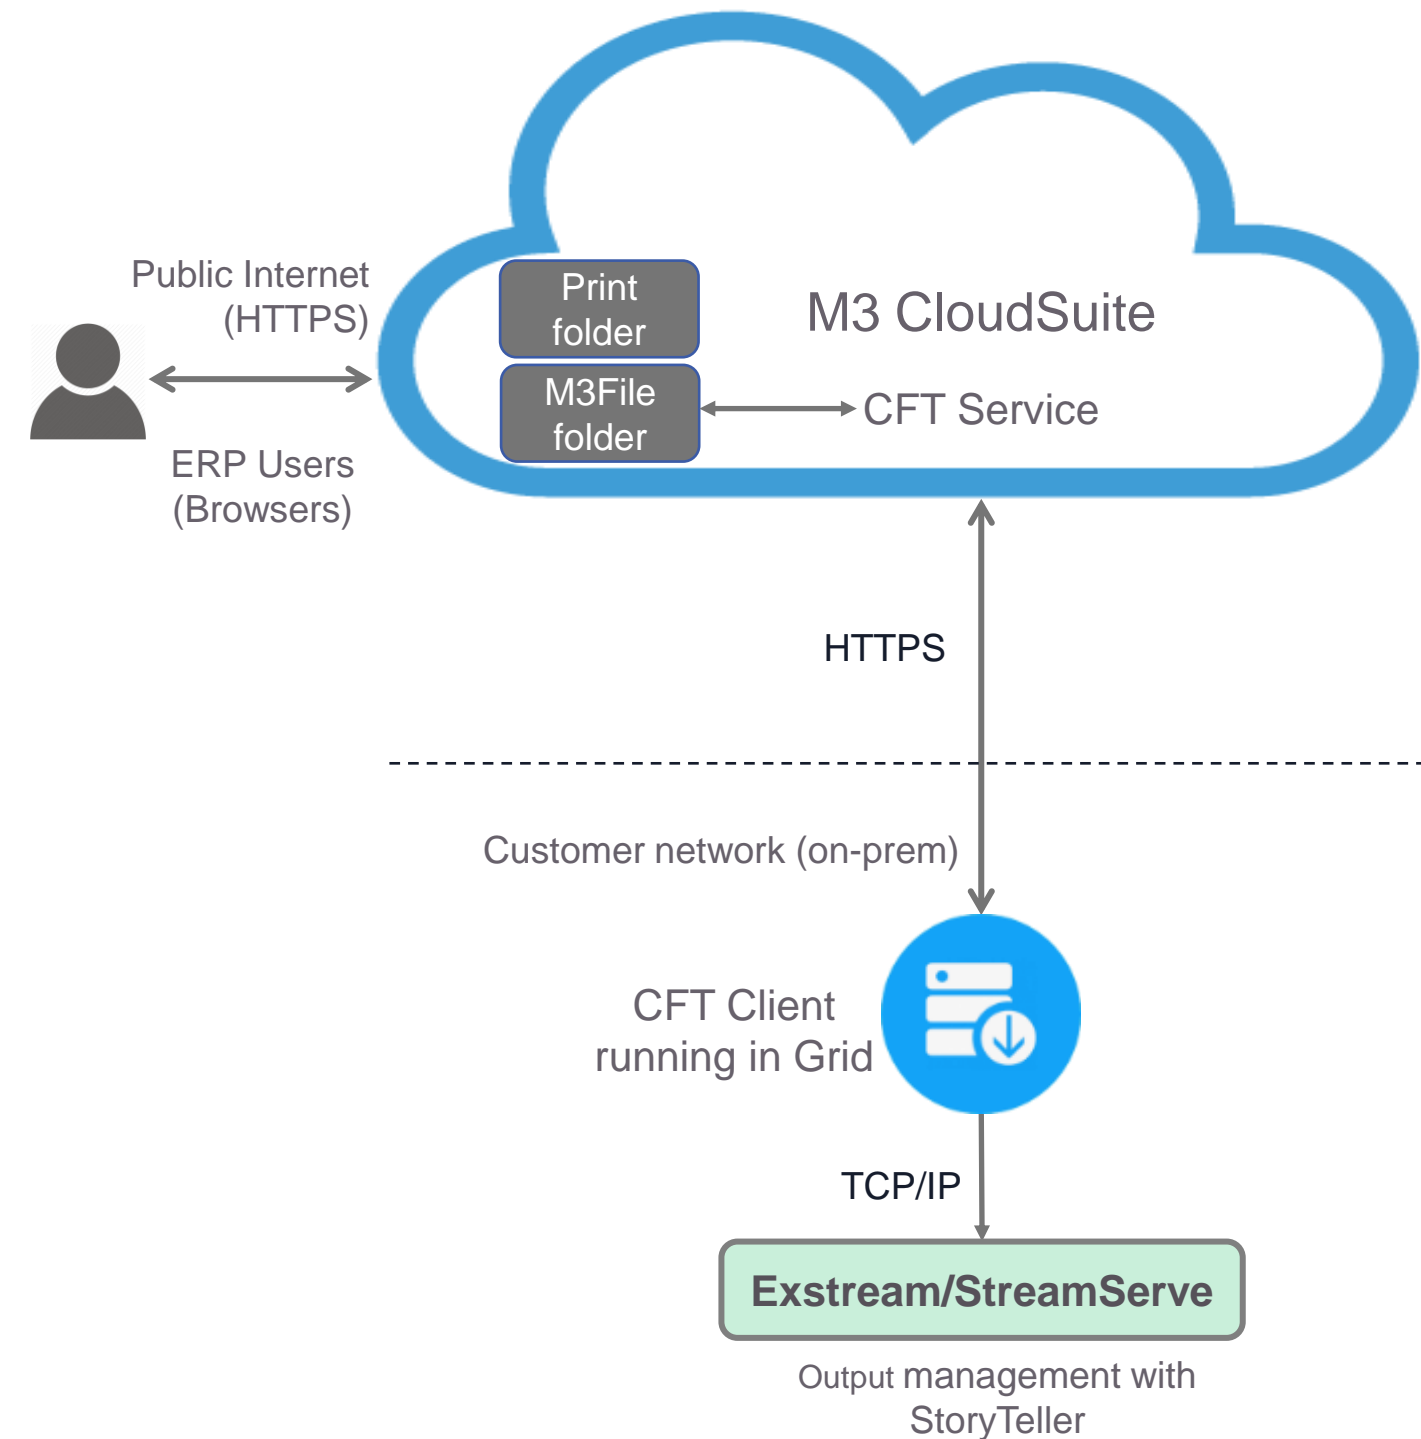 Public Internet
(HTTPS)
ERP Users
(Browsers)
Print
folder
M3File
folder
M3 CloudSuite
CFT Service
HTTPS
Customer network (on-prem)
CFT Client
running in Grid
TCP/IP
Exstream/StreamServe
Output management with
StoryTeller